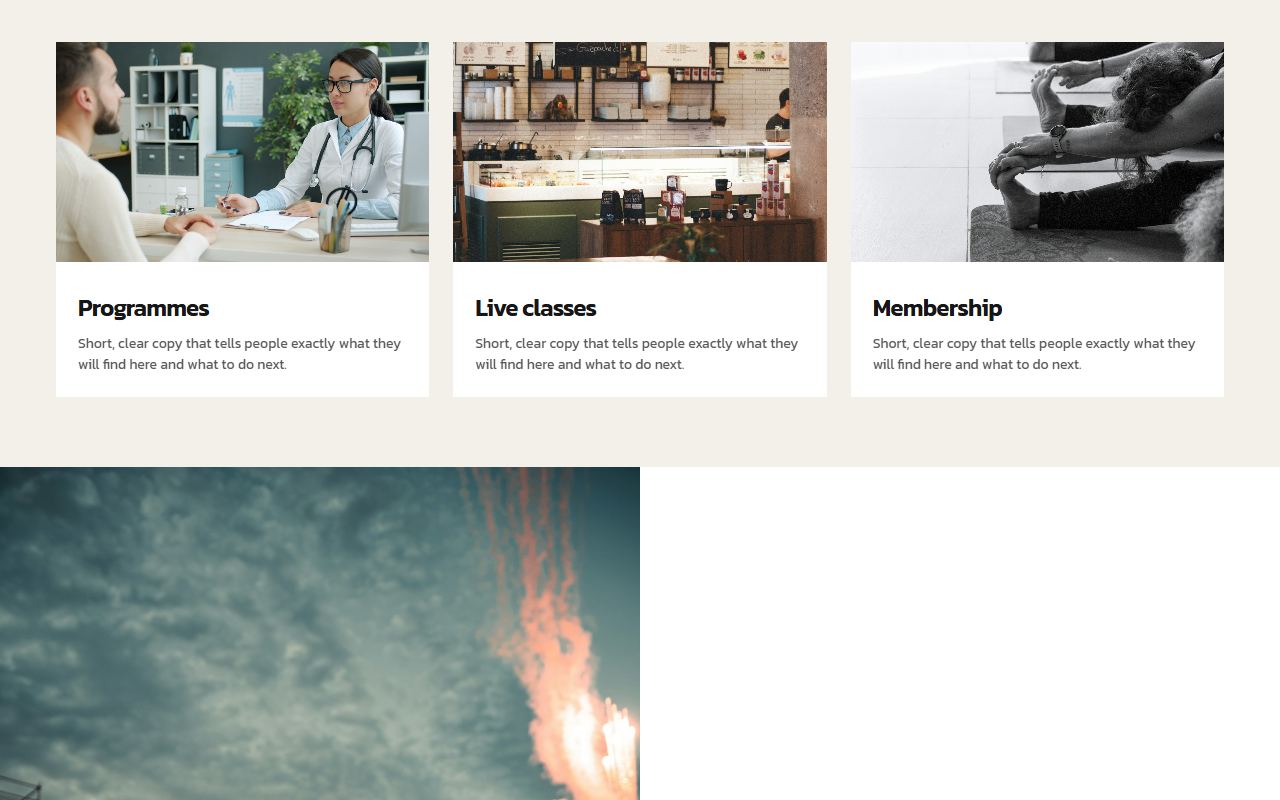 Programmes
Short, clear copy that tells people exactly what they
will find here and what to do next.
Live classes
Short, clear copy that tells people exactly what they
will find here and what to do next.
Membership
Short, clear copy that tells people exactly what they
will find here and what to do next.